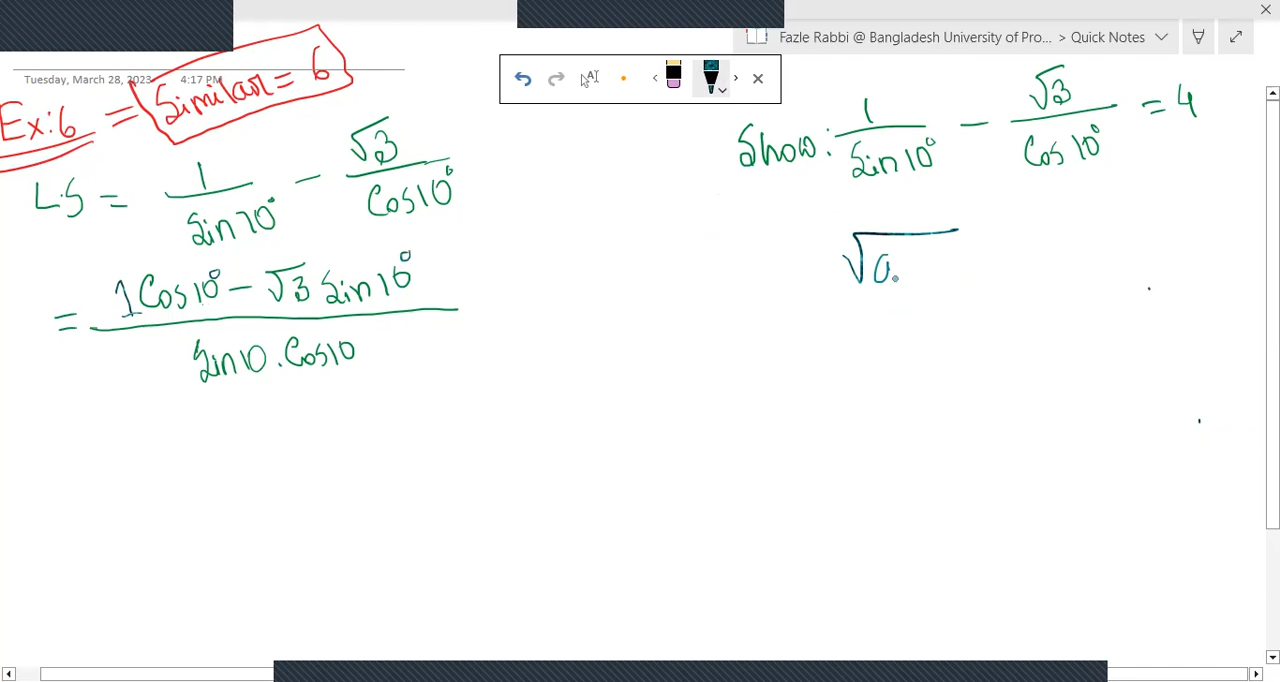 Fazle Rabbi @ Bangladesh University of Pro... > Quick Notes
Tuesday, March 28, 2023 4:17 PM
Ex:6 = Similar = 6
Show: 1/Sin10° - √3/Cos10° = 4
L.S = 1/Sin10° - √3/Cos10°
√a
= 1Cos10° - √3 Sin10° / Sin10.Cos10